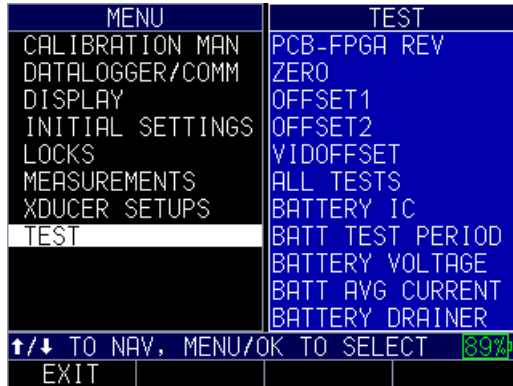 MENU
CALIBRATION MAN
DATALOGGER/COMM
DISPLAY
INITIAL SETTINGS
LOCKS
MEASUREMENTS
XDUCER SETUPS
TEST
TEST
PCB-FPGA REV
ZERO
OFFSET1
OFFSET2
VIDOFFSET
ALL TESTS
BATTERY IC
BATT TEST PERIOD
BATTERY VOLTAGE
BATT AVG CURRENT
BATTERY DRAINER
↑/↓ TO NAV, MENU/OK TO SELECT 89%
EXIT